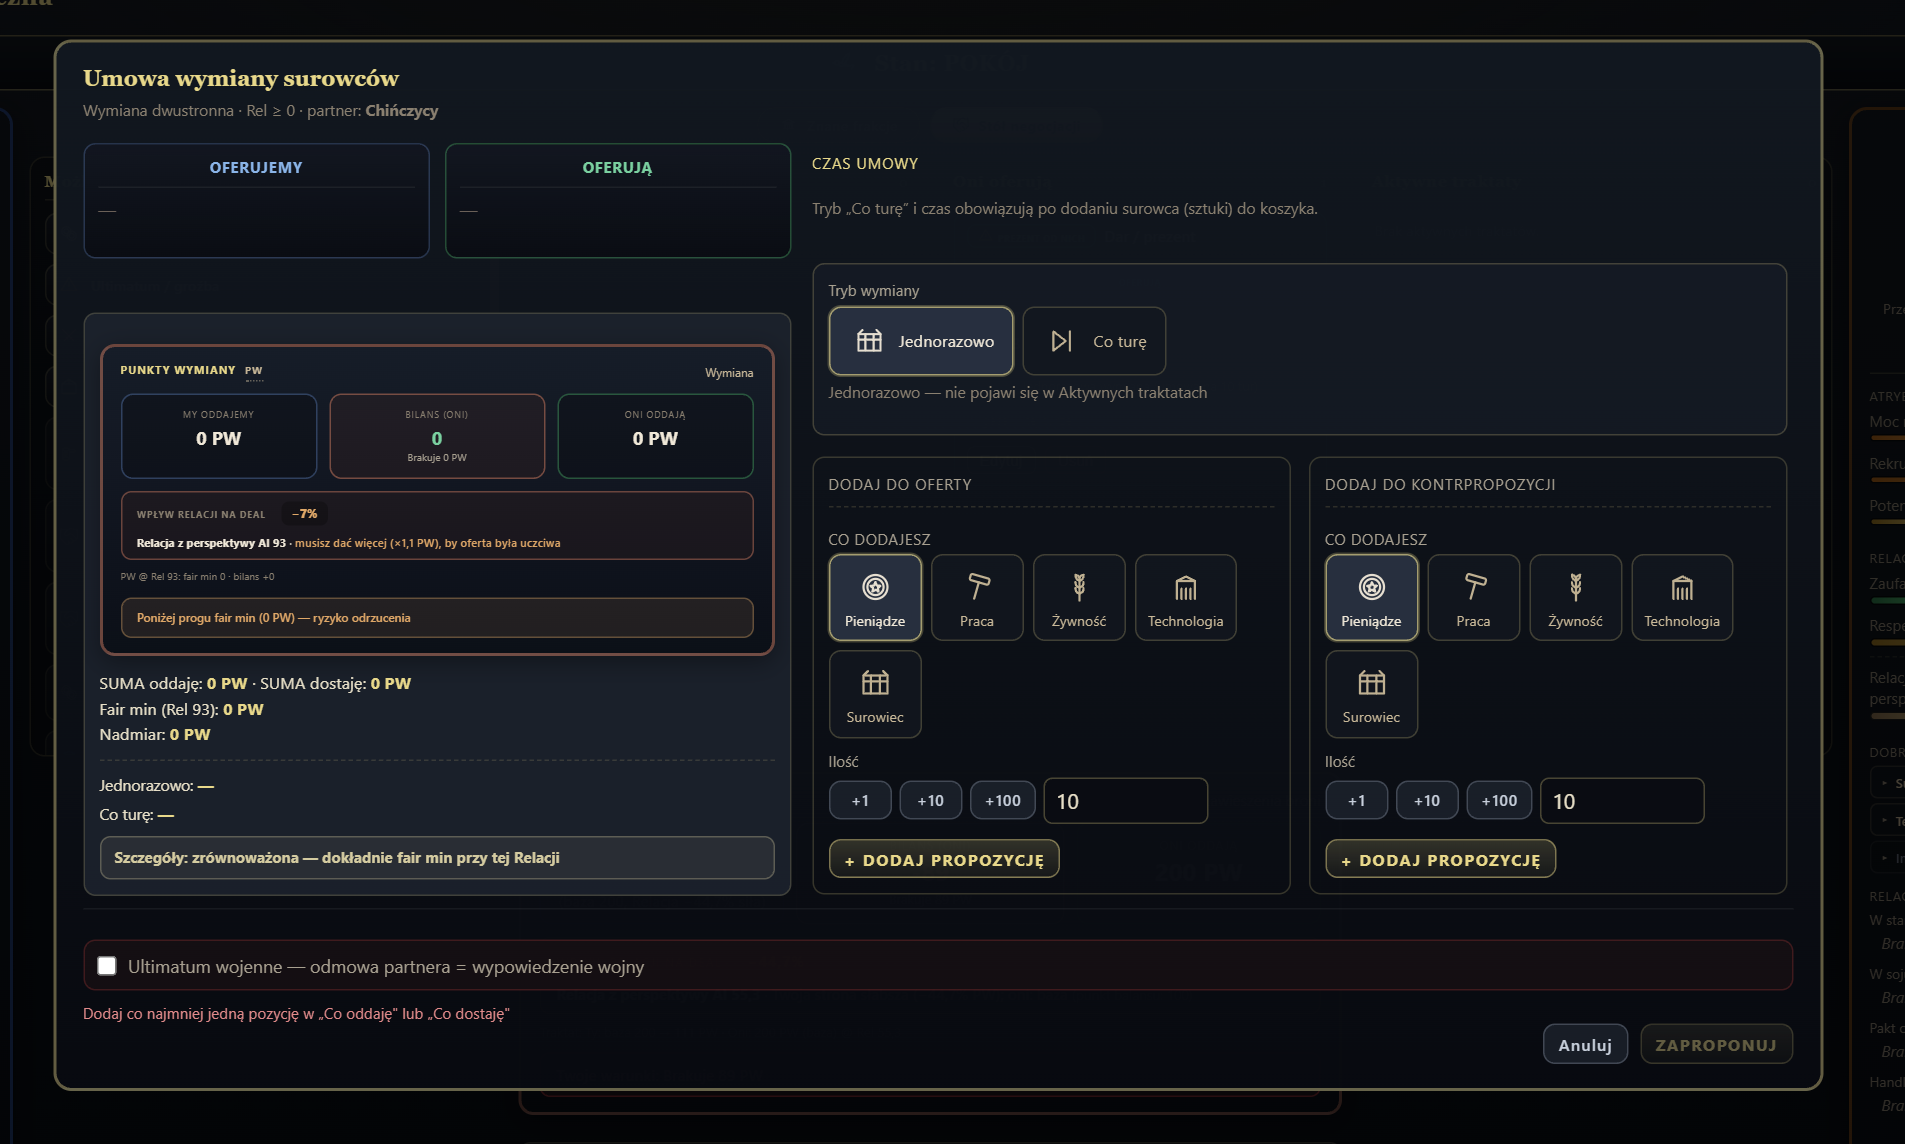 Umowa wymiany surowców
Wymiana dwustronna · Rel ≥ 0 · partner: Chińczycy
OFERUJEMY
—
OFERUJĄ
—
PUNKTY WYMIANY PW
Wymiana
MY ODDAJEMY
0 PW
BILANS (ONI)
0
Brakuje 0 PW
ONI ODDAJĄ
0 PW
WPŁYW RELACJI NA DEAL −7%
Relacja z perspektywy AI 93 · musisz dać więcej (×1,1 PW), by oferta była uczciwa
PW @ Rel 93: fair min 0 · bilans +0
Poniżej progu fair min (0 PW) — ryzyko odrzucenia
SUMA oddaję: 0 PW · SUMA dostaję: 0 PW
Fair min (Rel 93): 0 PW
Nadmiar: 0 PW
Jednorazowo: —
Co turę: —
Szczegóły: zrównoważona — dokładnie fair min przy tej Relacji
CZAS UMOWY
Tryb „Co turę” i czas obowiązują po dodaniu surowca (sztuki) do koszyka.
Tryb wymiany
Jednorazowo
Co turę
Jednorazowo — nie pojawi się w Aktywnych traktatach
DODAJ DO OFERTY
CO DODAJESZ
Pieniądze
Praca
Żywność
Technologia
Surowiec
Ilość
+1
+10
+100
10
+ DODAJ PROPOZYCJĘ
DODAJ DO KONTRPROPOZYCJI
CO DODAJESZ
Pieniądze
Praca
Żywność
Technologia
Surowiec
Ilość
+1
+10
+100
10
+ DODAJ PROPOZYCJĘ
Ultimatum wojenne — odmowa partnera = wypowiedzenie wojny
Dodaj co najmniej jedną pozycję w „Co oddaję" lub „Co dostaję"
Anuluj
ZAPROPONUJ